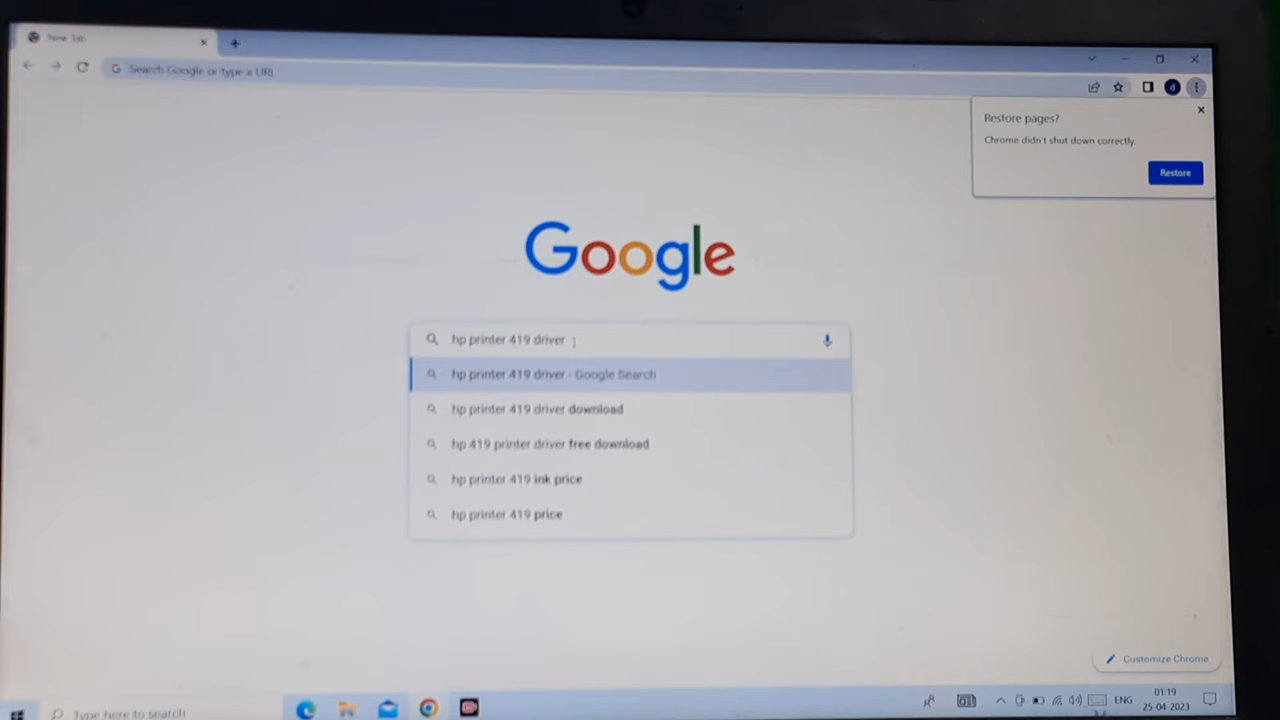 New Tab
Search Google or type a URL
Restore pages?
Chrome didn't shut down correctly.
Restore
Google
hp printer 419 driver
hp printer 419 driver - Google Search
hp printer 419 driver download
hp 419 printer driver free download
hp printer 419 ink price
hp printer 419 price
Customize Chrome
Type here to search
ENG
01:19
25-04-2023